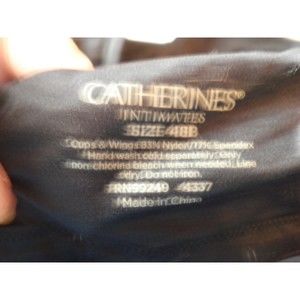 CATHERINES®
INTIMATES
SIZE 48B
Cups & Wings 83% Nylon/17% Spandex
Hand wash cold separately. Only
non-chlorine bleach when needed. Line
dry. Do not iron.
RN99249 4337
Made in China